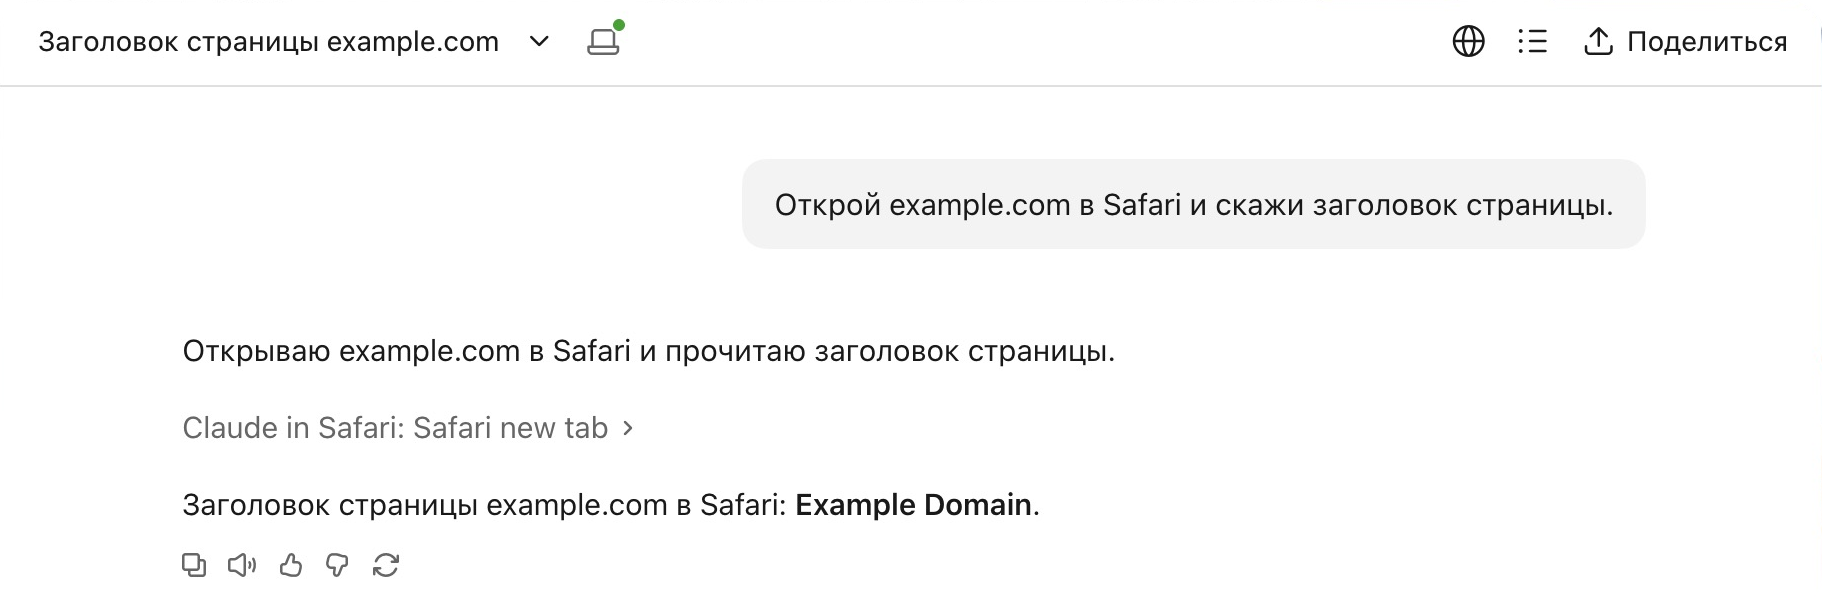 Заголовок страницы example.com
Поделиться
Открой example.com в Safari и скажи заголовок страницы.
Открываю example.com в Safari и прочитаю заголовок страницы.
Claude in Safari: Safari new tab
Заголовок страницы example.com в Safari: Example Domain.